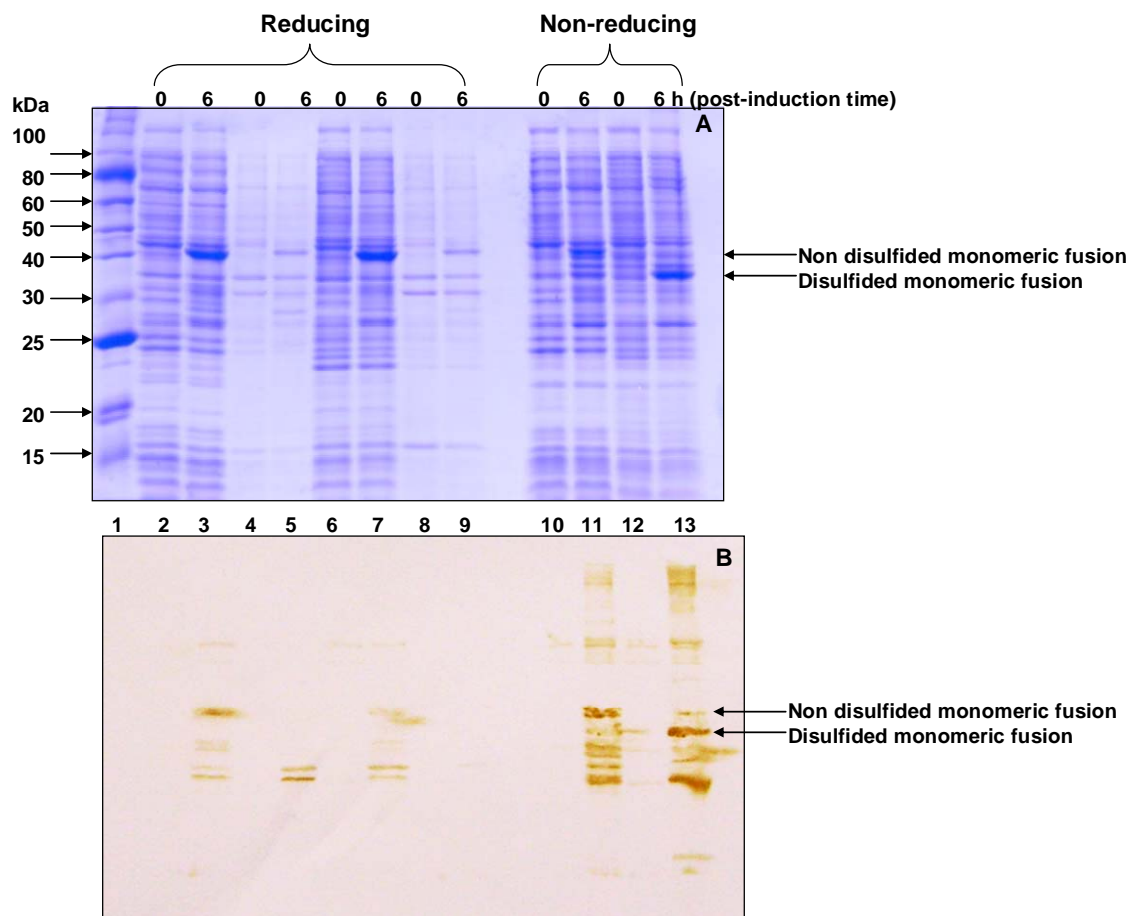 Reducing Non-reducing
kDa 0 6 0 6 0 6 0 6 0 6 0 6 h (post-induction time)
A
100
80
60
50
40
30
25
20
15
Non disulfided monomeric fusion
Disulfided monomeric fusion
1 2 3 4 5 6 7 8 9 10 11 12 13
B
Non disulfided monomeric fusion
Disulfided monomeric fusion